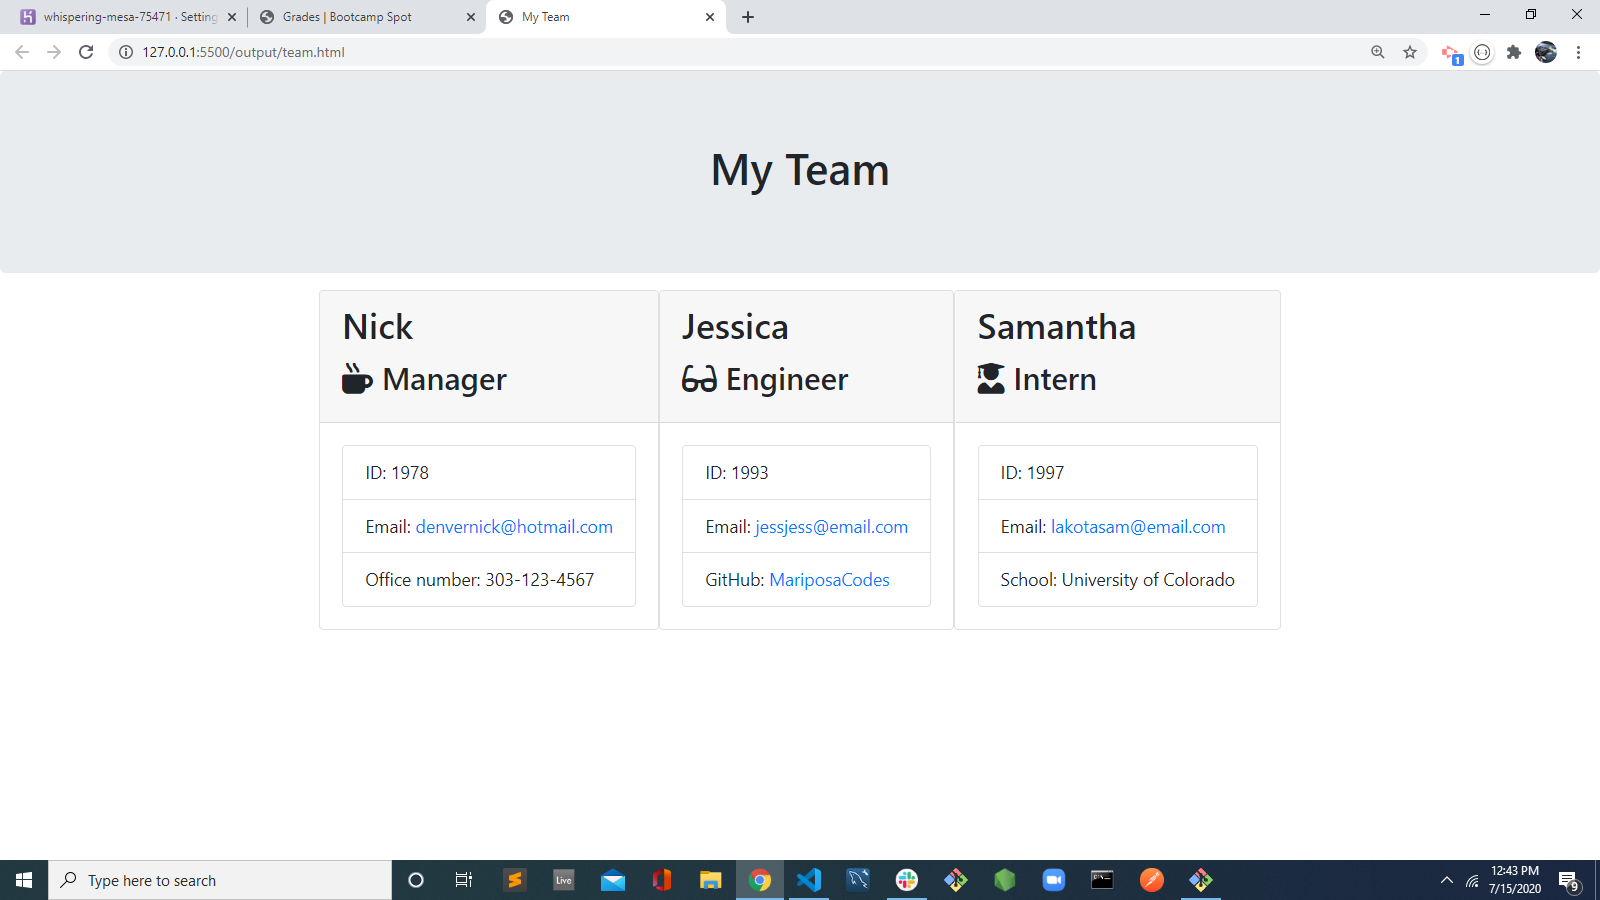 whispering-mesa-75471 · Setting
Grades | Bootcamp Spot
My Team
127.0.0.1:5500/output/team.html
1
My Team
Nick
Manager
ID: 1978
Email: denvernick@hotmail.com
Office number: 303-123-4567
Jessica
Engineer
ID: 1993
Email: jessjess@email.com
GitHub: MariposaCodes
Samantha
Intern
ID: 1997
Email: lakotasam@email.com
School: University of Colorado
Type here to search
Live
12:43 PM
7/15/2020
9